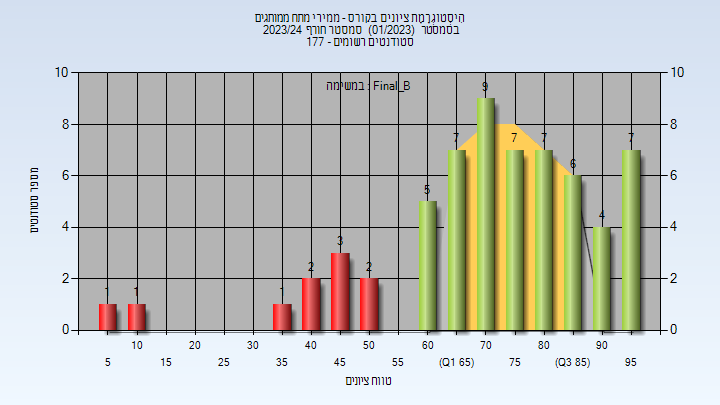 הִיסְטוֹגְרַמַת ציונים בקורס - ממירי מתח ממותגים
בסמסטר (01/2023) סמסטר חורף 2023/24
סטודנטים רשומים - 177
במשימה : Final_B
10 10
8 8
6 6
4 4
2 2
0 0
מספר סטודנטים
1 1 1 2 3 2 5 7 9 7 7 6 4 7
10 20 30 40 50 60 70 80 90
5 15 25 35 45 55 (Q1 65) 75 (Q3 85) 95
טווח ציונים